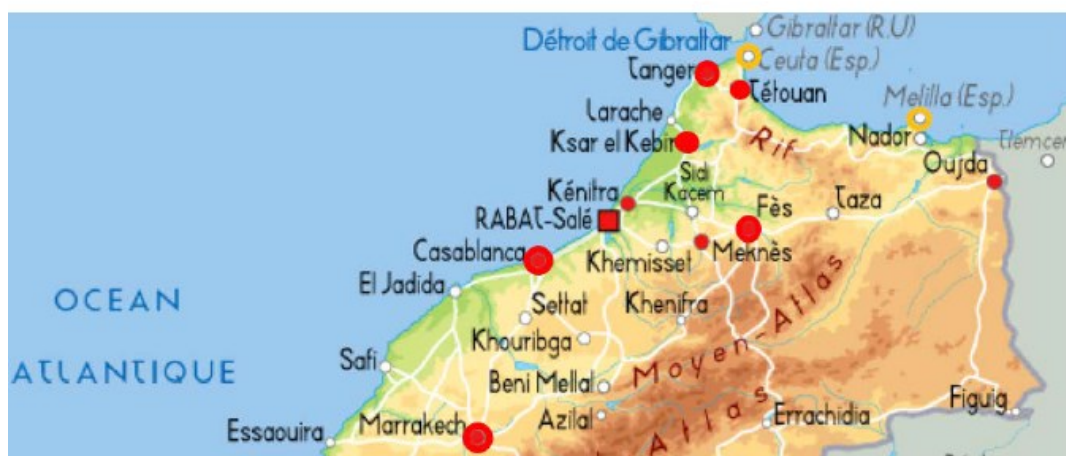 Gibraltar (R.U)
Détroit de Gibraltar
Ceuta (Esp.)
Tanger
Tétouan
Melilla (Esp.)
Larache
Nador
Ksar el Kebir
Rif
Tlemcen
Oujda
Sidi
Kacem
Kénitra
Taza
Fès
RABAT-Salé
Casablanca
Meknès
Khemisset
El Jadida
OCEAN
ATLANTIQUE
Settat
Khenifra
Khouribga
Moyen-Atlas
Safi
Beni Mellal
Azilal
Atlas
Figuig
Marrakech
Errachidia
Essaouira